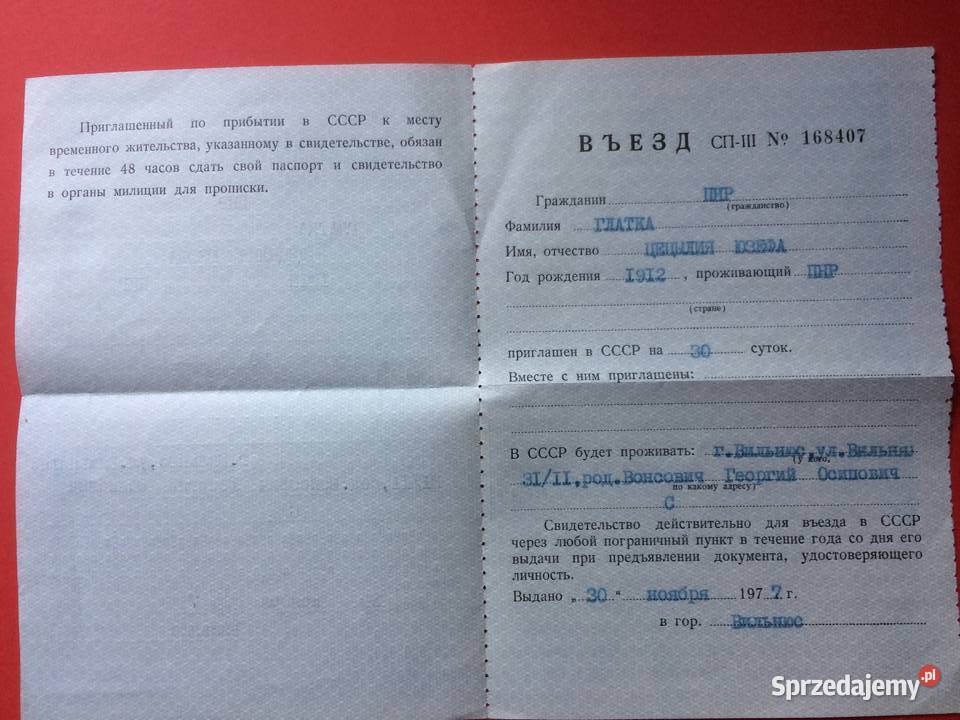 Приглашенный по прибытии в СССР к месту
временного жительства, указанному в свидетельстве, обязан
в течение 48 часов сдать свой паспорт и свидетельство
в органы милиции для прописки.
ВЪЕЗД СП-III № 168407
Гражданин ПНР
(гражданство)
Фамилия ГЛАТКА
Имя, отчество ЦЕЦЫЛИЯ ЮЗЕФА
Год рождения 1912, проживающий ПНР
(стране)
приглашен в СССР на 30 суток.
Вместе с ним приглашены:
В СССР будет проживать: г.Вильнюс,ул.Вильня
(у кого,
31/II,род.Вонсович Георгий Осипович
по какому адресу)
С
Свидетельство действительно для въезда в СССР
через любой пограничный пункт в течение года со дня его
выдачи при предъявлении документа, удостоверяющего
личность.
Выдано „30" ноября 1977 г.
в гор. Вильнюс
Sprzedajemy.pl